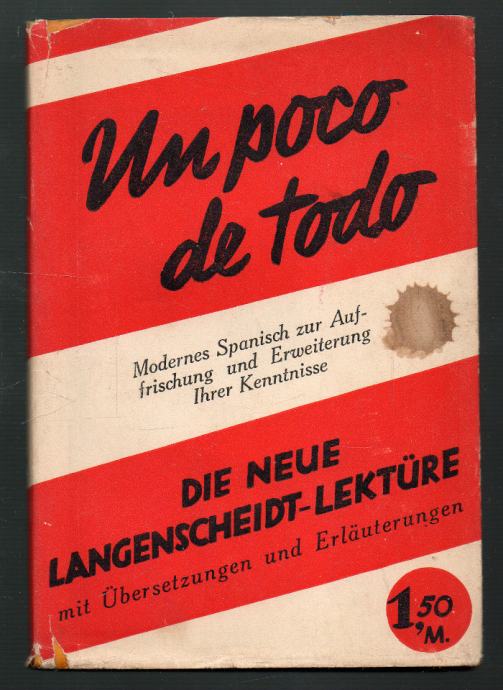 Un poco
de todo
Modernes Spanisch zur Auf-
frischung und Erweiterung
Ihrer Kenntnisse
DIE NEUE
LANGENSCHEIDT-LEKTÜRE
mit Übersetzungen und Erläuterungen
1,50
M.